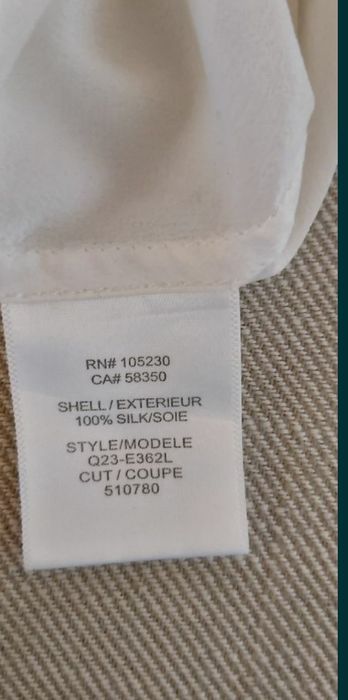 RN# 105230
CA# 58350
SHELL / EXTERIEUR
100% SILK/SOIE
STYLE/MODELE
Q23-E362L
CUT / COUPE
510780